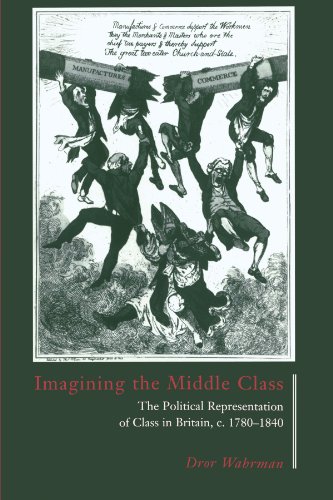 Manufactures & Commerce support the Workmen
They the Merchants & Masters who are the
chief Tax payers & thereby support
The great toe eater Church and State.
MANUFACTURES
COMMERCE
Imagining the Middle Class
The Political Representation
of Class in Britain, c. 1780–1840
Dror Wahrman